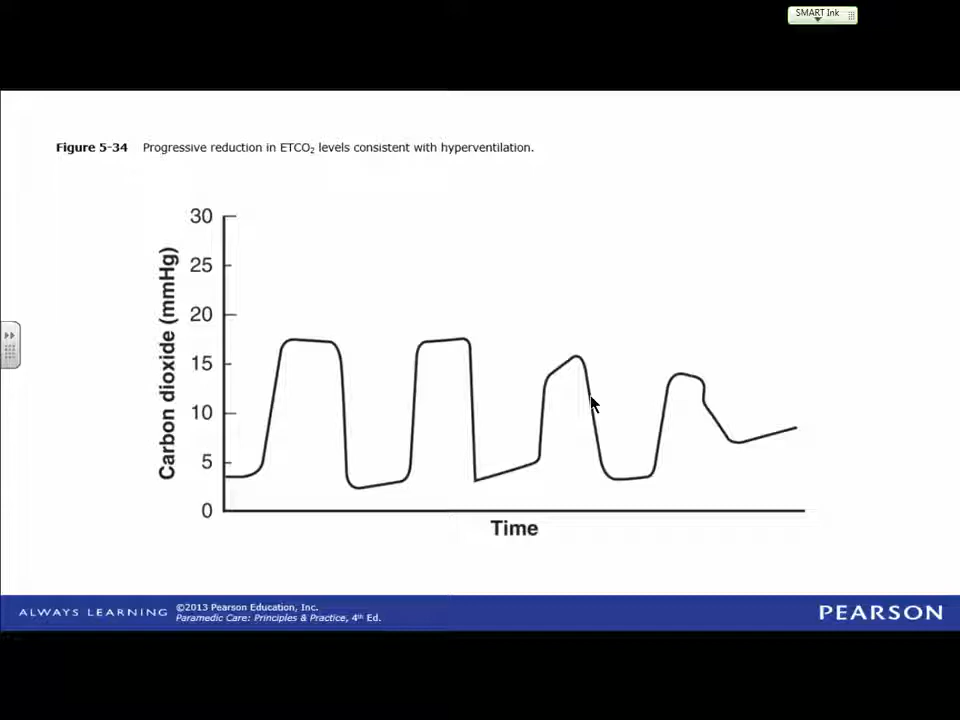 SMART Ink
Figure 5-34 Progressive reduction in ETCO₂ levels consistent with hyperventilation.
30
25
20
15
10
5
0
Carbon dioxide (mmHg)
Time
ALWAYS LEARNING
©2013 Pearson Education, Inc.
Paramedic Care: Principles & Practice, 4th Ed.
PEARSON